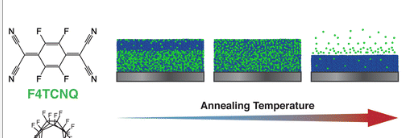 N N
F F
F F
N N
F4TCNQ
Annealing Temperature
F F
F F F F